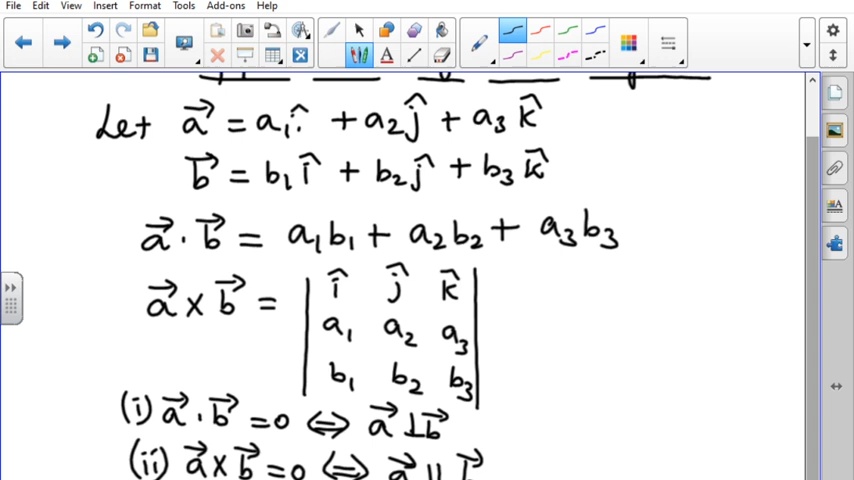 File Edit View Insert Format Tools Add-ons Help
Let a⃗ = a₁î + a₂ĵ + a₃k̂
b⃗ = b₁î + b₂ĵ + b₃k̂
a⃗ . b⃗ = a₁b₁ + a₂b₂ + a₃b₃
a⃗ × b⃗ = | î ĵ k̂ |
| a₁ a₂ a₃ |
| b₁ b₂ b₃ |
(i) a⃗ . b⃗ = 0 ⇔ a⃗ ⊥ b⃗
(ii) a⃗ × b⃗ = 0 ⇔ a⃗ || b⃗